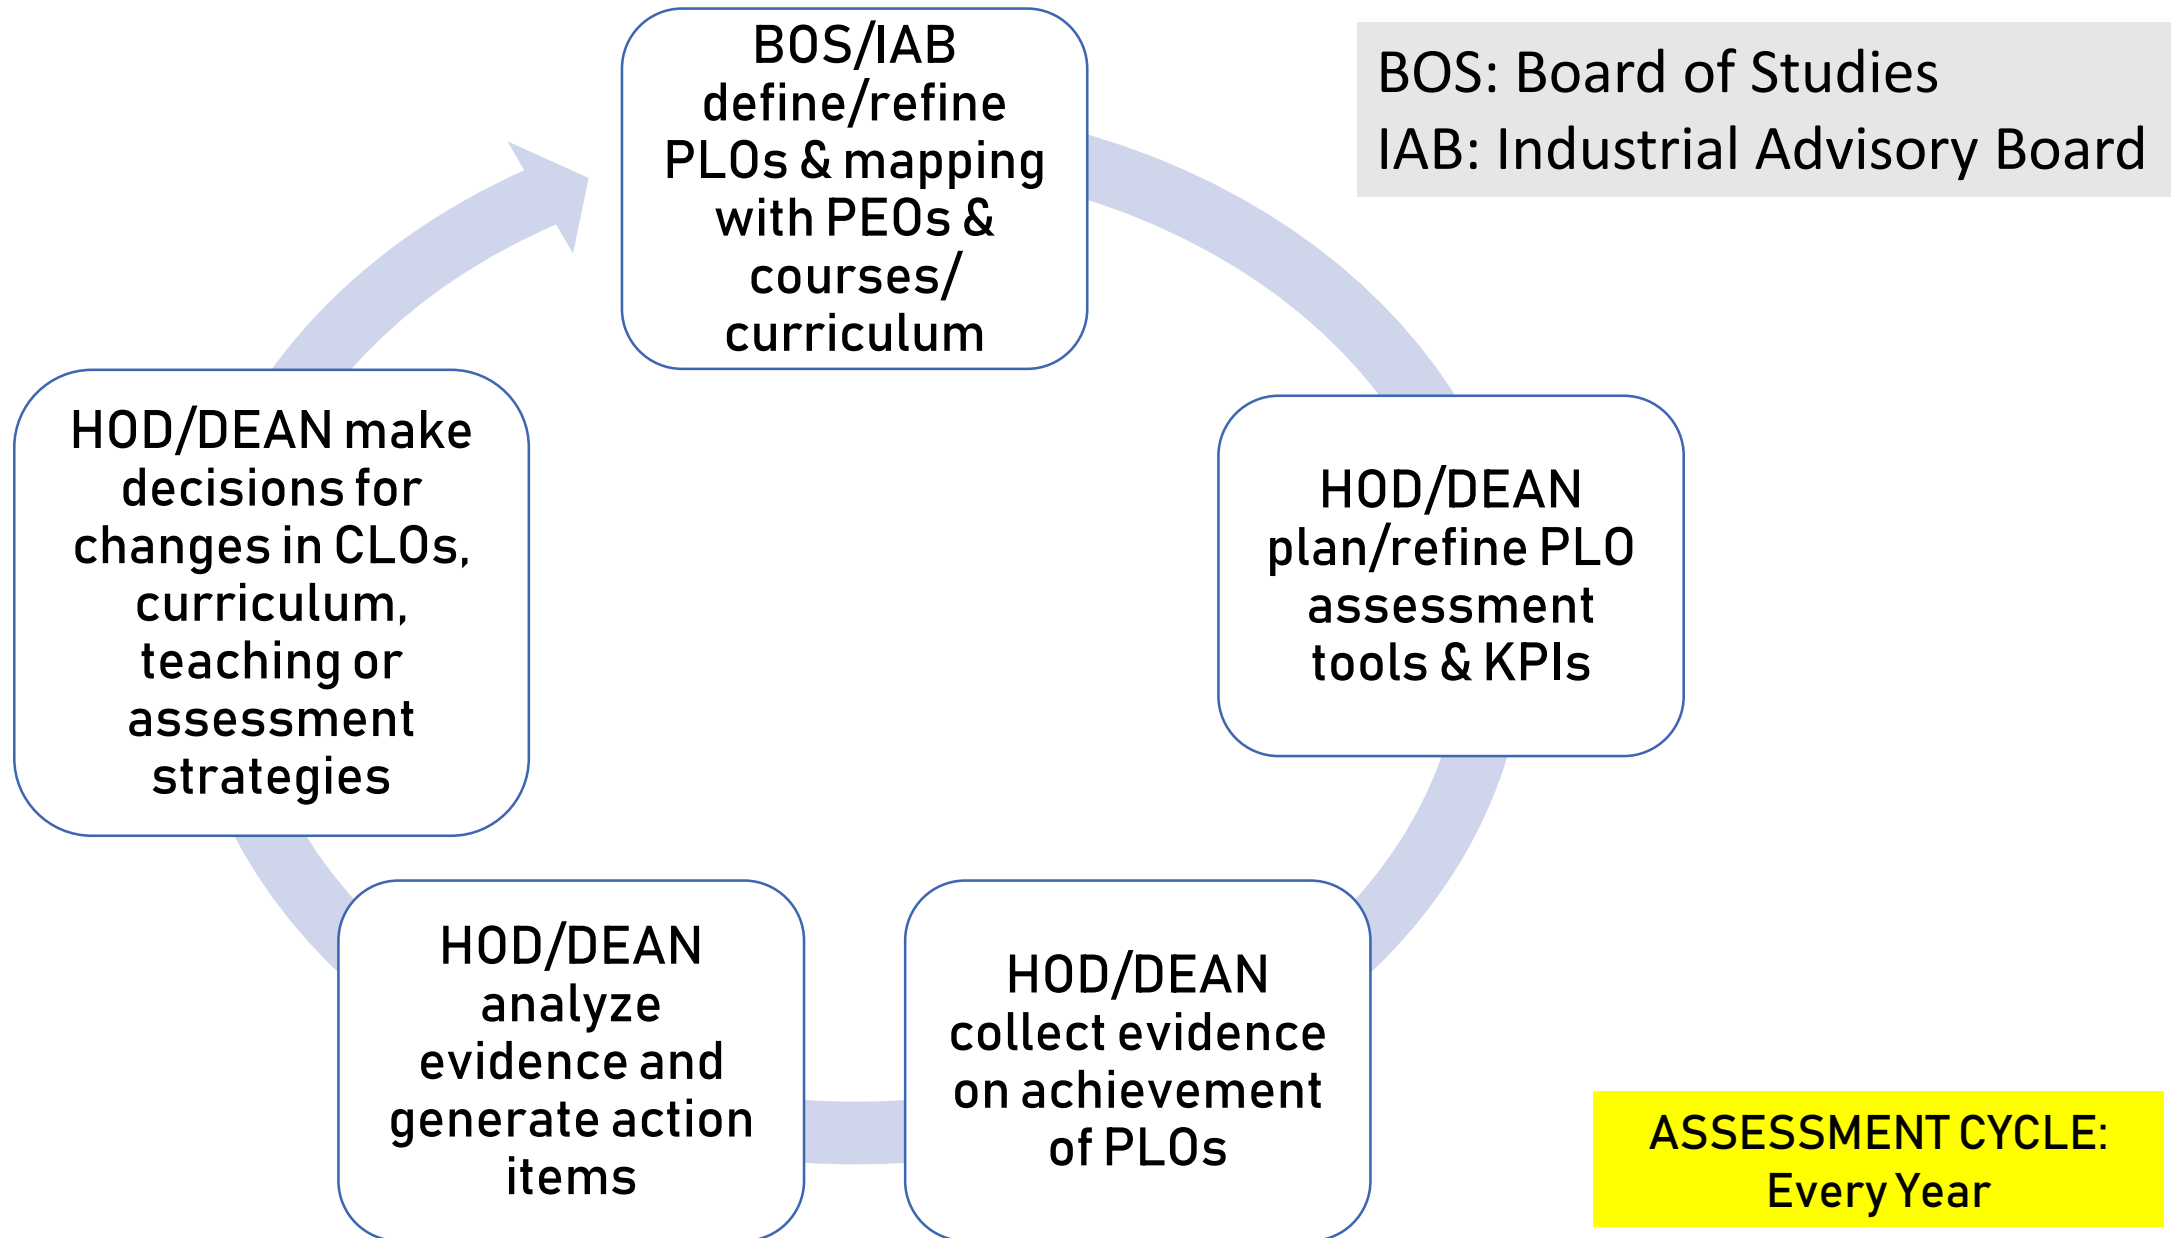 BOS/IAB
define/refine
PLOs & mapping
with PEOs &
courses/
curriculum
BOS: Board of Studies
IAB: Industrial Advisory Board
HOD/DEAN
plan/refine PLO
assessment
tools & KPIs
HOD/DEAN
collect evidence
on achievement
of PLOs
HOD/DEAN
analyze
evidence and
generate action
items
HOD/DEAN make
decisions for
changes in CLOs,
curriculum,
teaching or
assessment
strategies
ASSESSMENT CYCLE:
Every Year